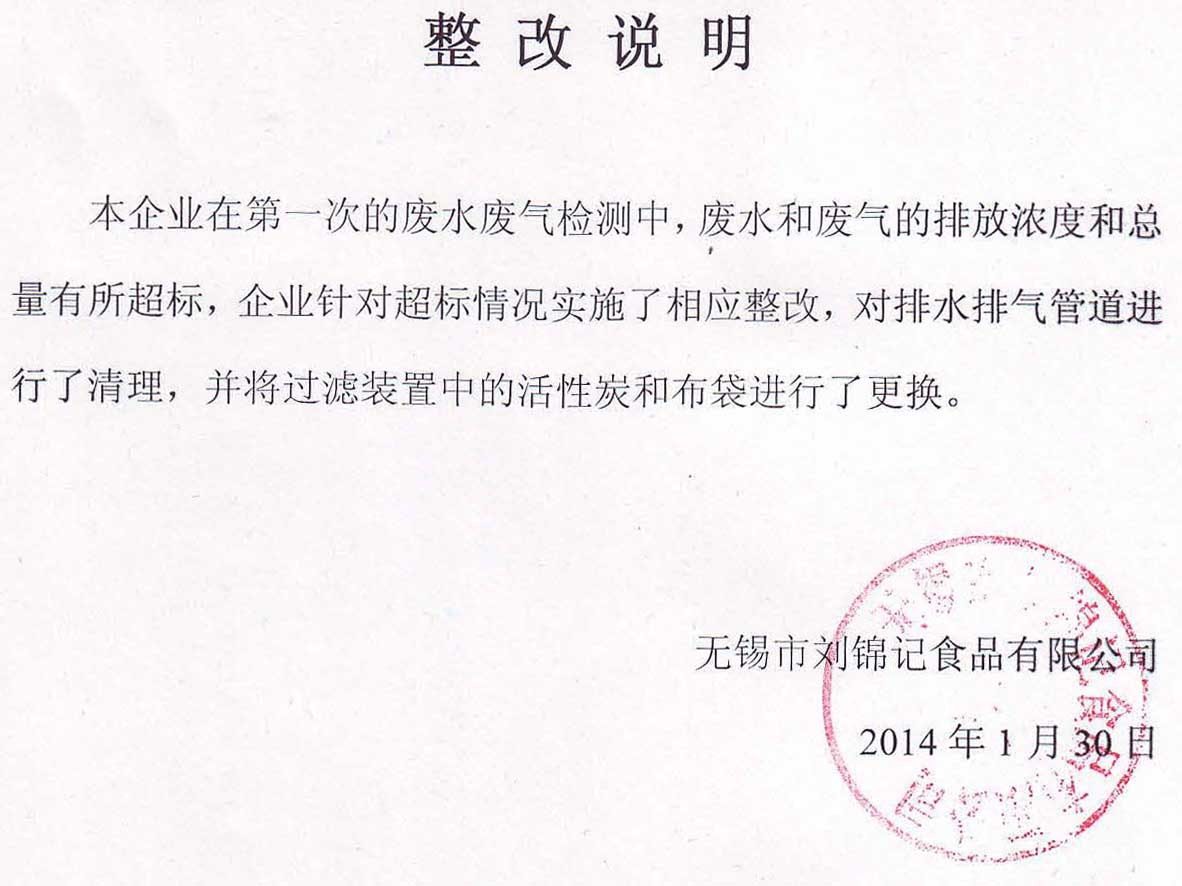 整改说明
本企业在第一次的废水废气检测中，废水和废气的排放浓度和总
量有所超标，企业针对超标情况实施了相应整改，对排水排气管道进
行了清理，并将过滤装置中的活性炭和布袋进行了更换。
无锡市刘锦记食品有限公司
2014年1月30日